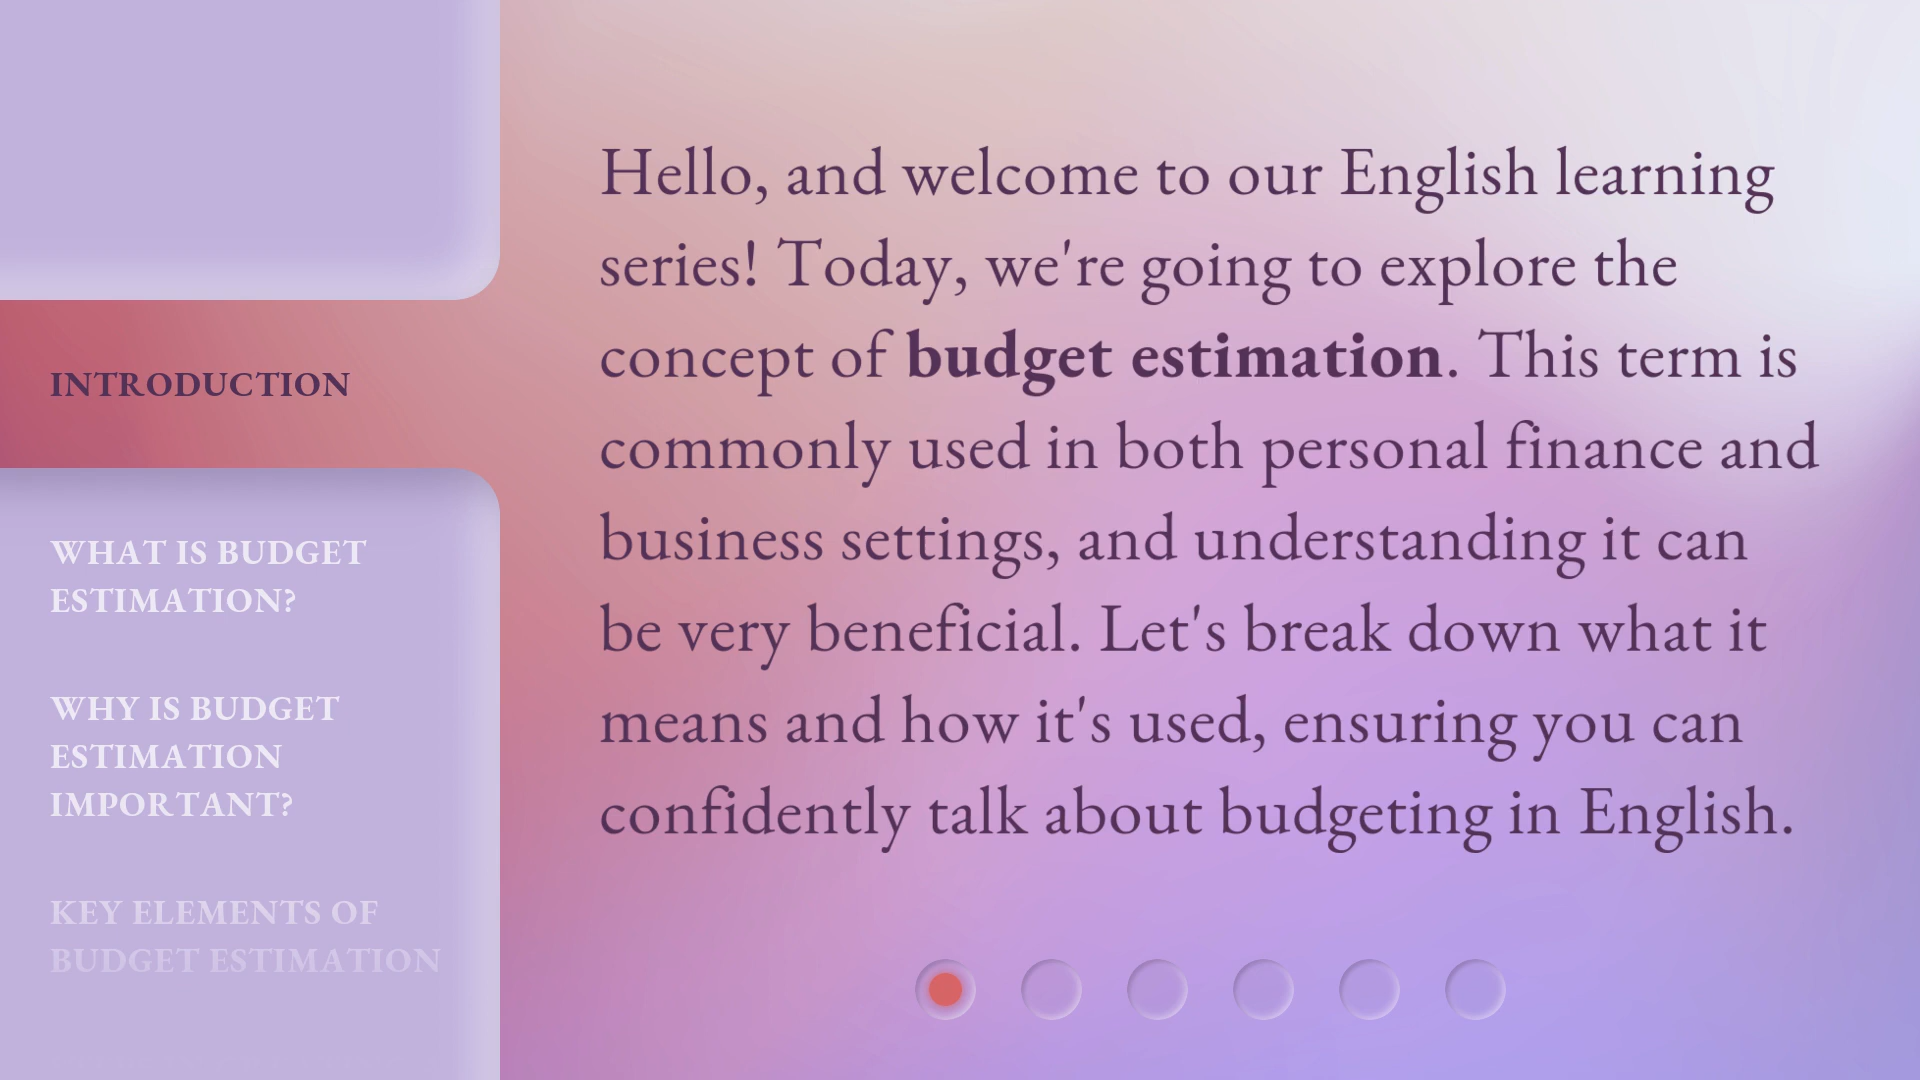 INTRODUCTION
WHAT IS BUDGET
ESTIMATION?
WHY IS BUDGET
ESTIMATION
IMPORTANT?
KEY ELEMENTS OF
BUDGET ESTIMATION
Hello, and welcome to our English learning
series! Today, we're going to explore the
concept of budget estimation. This term is
commonly used in both personal finance and
business settings, and understanding it can
be very beneficial. Let's break down what it
means and how it's used, ensuring you can
confidently talk about budgeting in English.